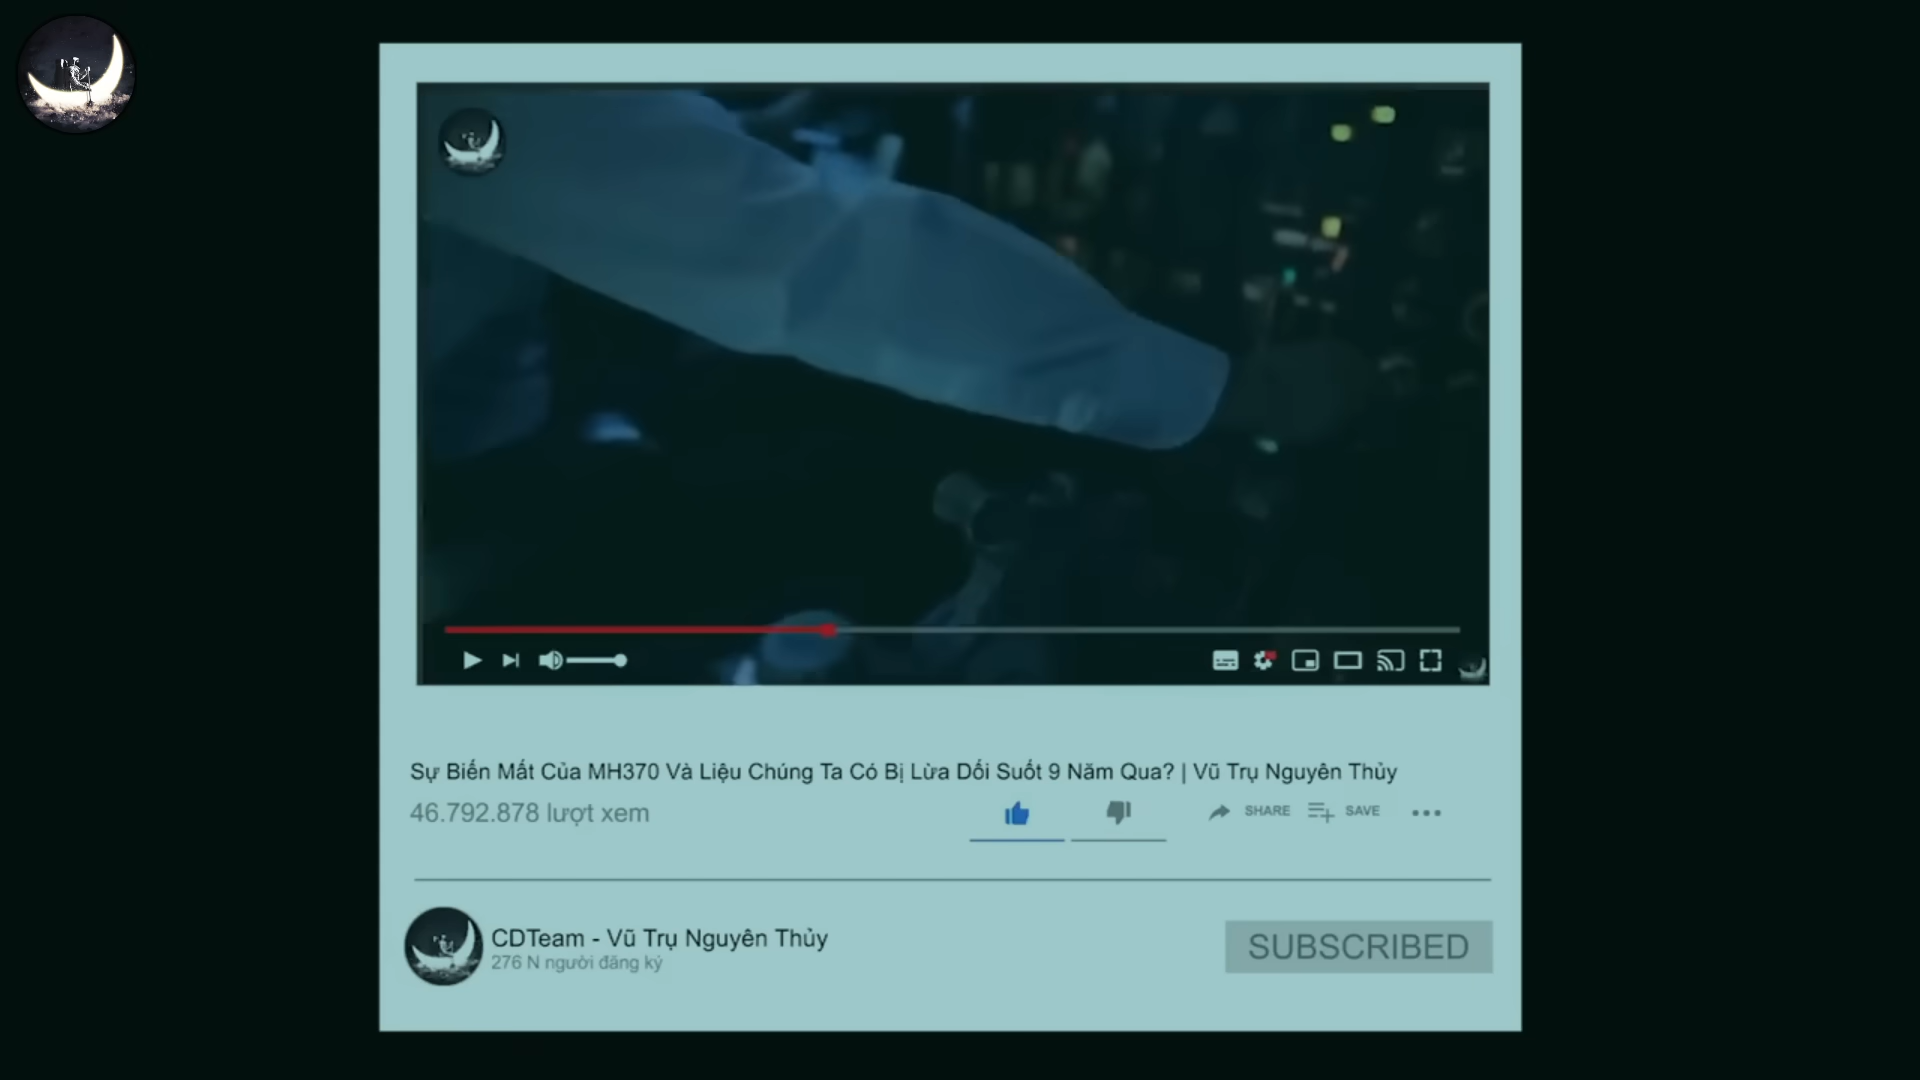 Sự Biến Mất Của MH370 Và Liệu Chúng Ta Có Bị Lừa Dối Suốt 9 Năm Qua? | Vũ Trụ Nguyên Thủy
46.792.878 lượt xem
SHARE
SAVE
CDTeam - Vũ Trụ Nguyên Thủy
276 N người đăng ký
SUBSCRIBED